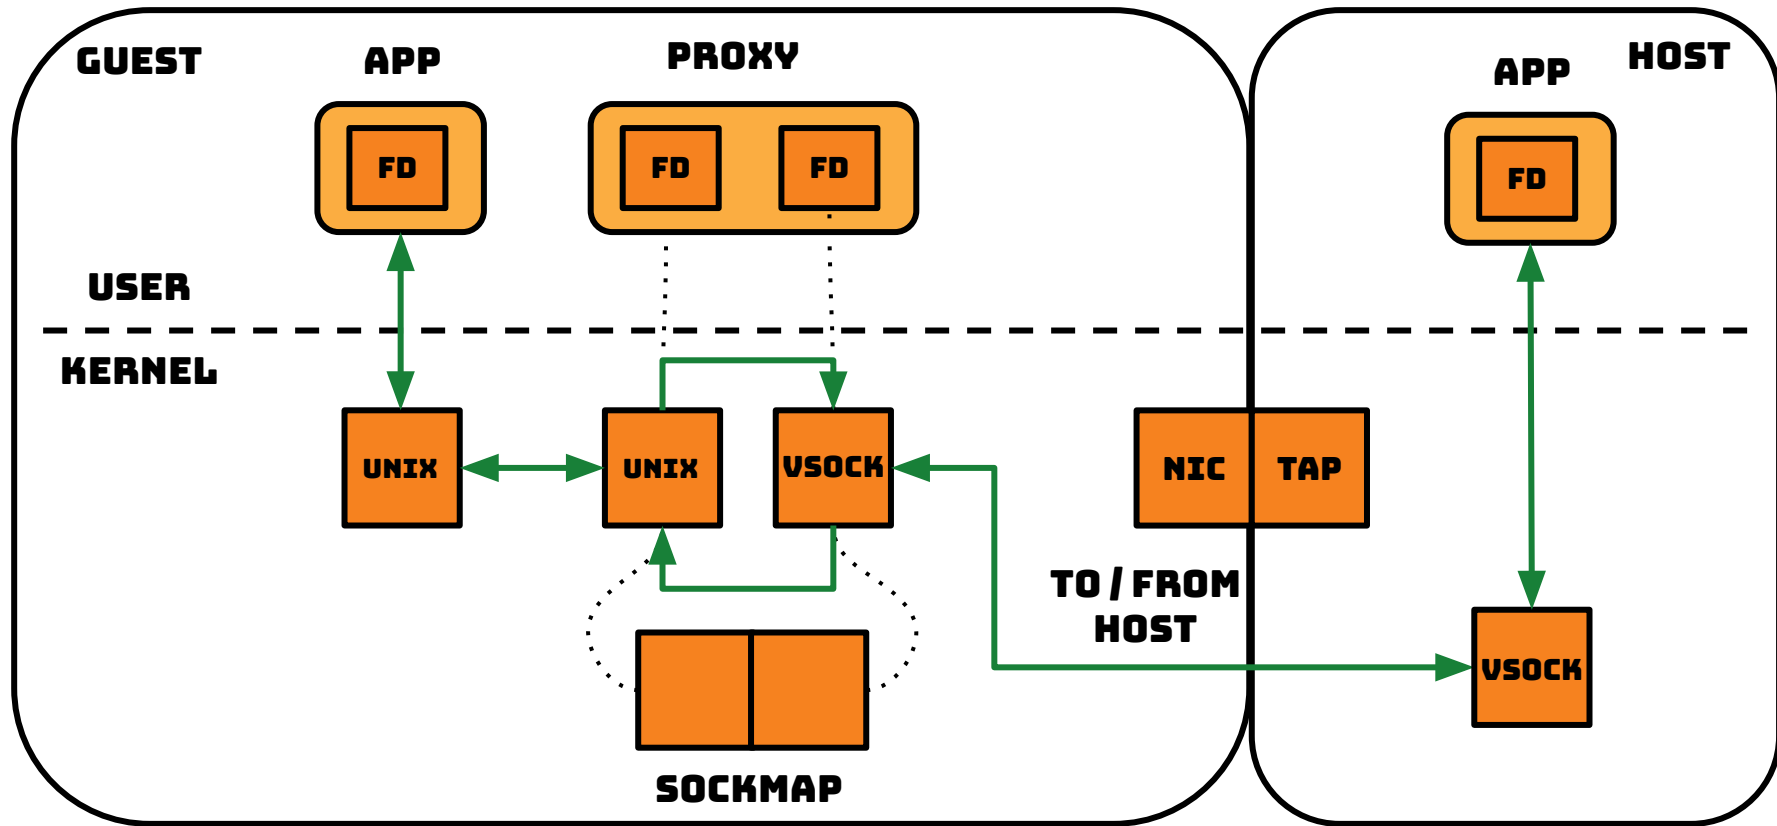 GUEST
APP
PROXY
APP
HOST
FD
FD
FD
FD
USER
KERNEL
UNIX
UNIX
VSOCK
NIC
TAP
TO / FROM
HOST
VSOCK
SOCKMAP